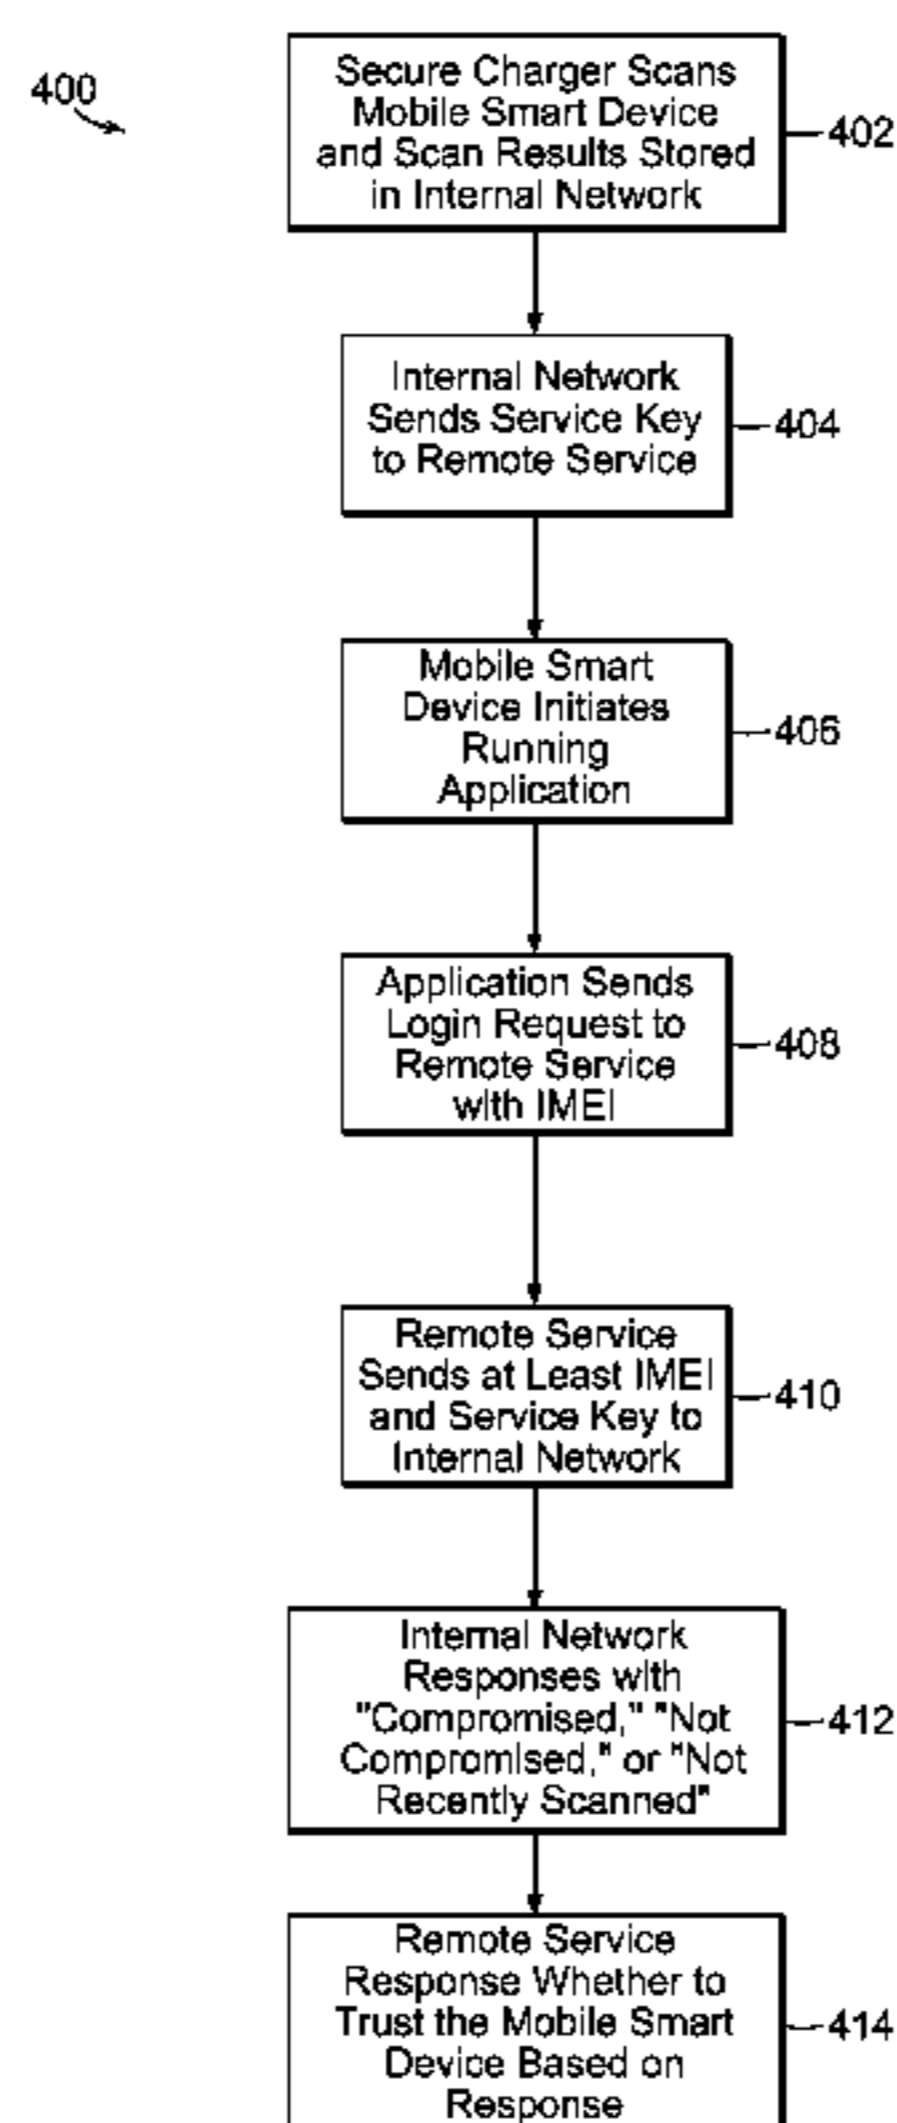 400
Secure Charger Scans
Mobile Smart Device
and Scan Results Stored
in Internal Network
402
Internal Network
Sends Service Key
to Remote Service
404
Mobile Smart
Device Initiates
Running
Application
406
Application Sends
Login Request to
Remote Service
with IMEI
408
Remote Service
Sends at Least IMEI
and Service Key to
Internal Network
410
Internal Network
Responses with
"Compromised," "Not
Compromised," or "Not
Recently Scanned"
412
Remote Service
Response Whether to
Trust the Mobile Smart
Device Based on
Response
414